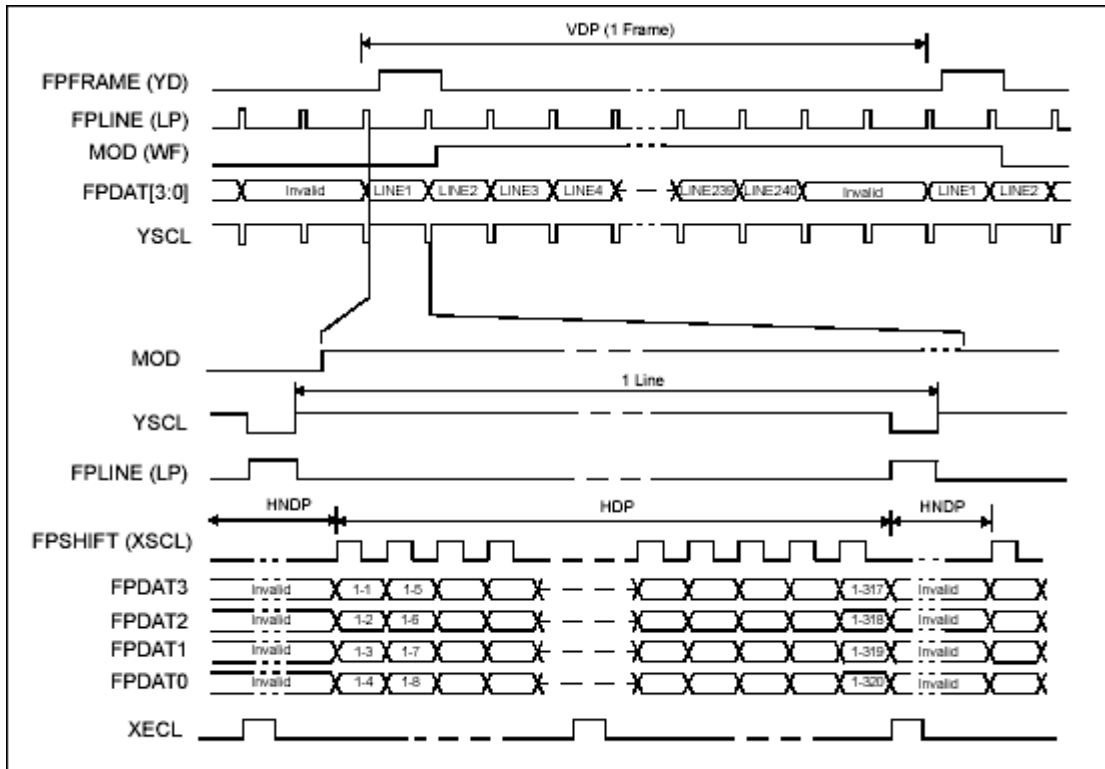 VDP (1 Frame)
FPFRAME (YD)
FPLINE (LP)
MOD (WF)
FPDAT[3:0] Invalid LINE1 LINE2 LINE3 LINE4 LINE239 LINE240 Invalid LINE1 LINE2
YSCL
MOD
1 Line
YSCL
FPLINE (LP)
HNDP HDP HNDP
FPSHIFT (XSCL)
FPDAT3 Invalid 1-1 1-5 1-317 Invalid
FPDAT2 Invalid 1-2 1-6 1-318 Invalid
FPDAT1 Invalid 1-3 1-7 1-319 Invalid
FPDAT0 Invalid 1-4 1-8 1-320 Invalid
XECL